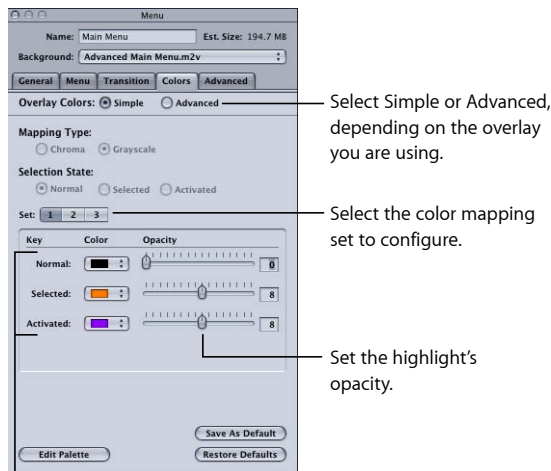 Menu
Name: Main Menu Est. Size: 194.7 MB
Background: Advanced Main Menu.m2v
General Menu Transition Colors Advanced
Overlay Colors: Simple Advanced
Select Simple or Advanced,
depending on the overlay
you are using.
Mapping Type:
Chroma Grayscale
Selection State:
Normal Selected Activated
Set: 1 2 3
Select the color mapping
set to configure.
Key Color Opacity
Normal: 0
Selected: 8
Activated: 8
Set the highlight’s
opacity.
Save As Default
Edit Palette Restore Defaults